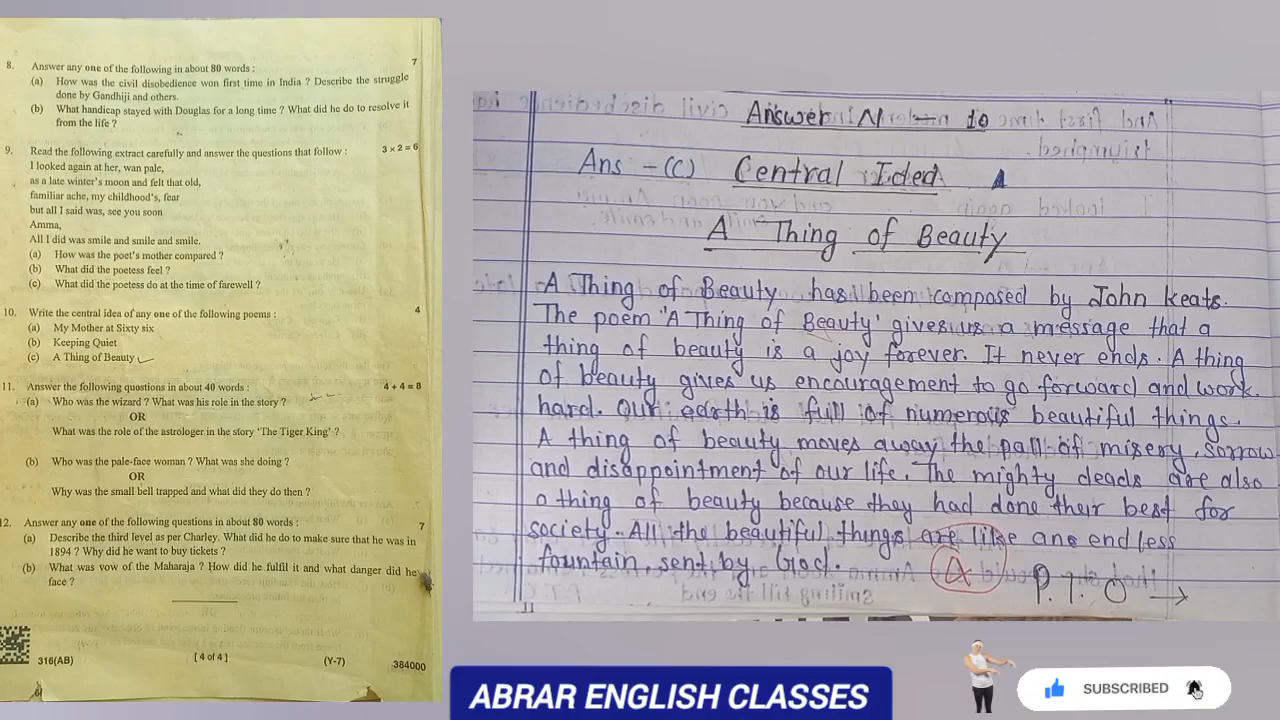 7
8. Answer any one of the following in about 80 words :
(a) How was the civil disobedience won first time in India ? Describe the struggle
done by Gandhiji and others.
(b) What handicap stayed with Douglas for a long time ? What did he do to resolve it
from the life ?
9. Read the following extract carefully and answer the questions that follow : 3 × 2 = 6
I looked again at her, wan pale,
as a late winter's moon and felt that old,
familiar ache, my childhood's, fear
but all I said was, see you soon
Amma,
All I did was smile and smile and smile.
(a) How was the poet's mother compared ?
(b) What did the poetess feel ?
(c) What did the poetess do at the time of farewell ?
10. Write the central idea of any one of the following poems : 4
(a) My Mother at Sixty six
(b) Keeping Quiet
(c) A Thing of Beauty
11. Answer the following questions in about 40 words : 4 + 4 = 8
(a) Who was the wizard ? What was his role in the story ?
OR
What was the role of the astrologer in the story 'The Tiger King' ?
(b) Who was the pale-face woman ? What was she doing ?
OR
Why was the small bell trapped and what did they do then ?
12. Answer any one of the following questions in about 80 words : 7
(a) Describe the third level as per Charley. What did he do to make sure that he was in
1894 ? Why did he want to buy tickets ?
(b) What was vow of the Maharaja ? How did he fulfil it and what danger did he
face ?
316(AB) [ 4 of 4 ] (Y-7) 384000
Answer N — 10
Ans - (C) Central Ided
A Thing of Beauty
A Thing of Beauty has been composed by John Keats.
The poem "A Thing of Beauty' gives us a message that a
thing of beauty is a joy forever. It never ends. A thing
of beauty gives us encouragement to go forward and work
hard. Our earth is full of numerous beautiful things.
A thing of beauty moves away the pall of misery, sorrow
and disappointment of our life. The mighty deads are also
a thing of beauty because they had done their best for
society. All the beautiful things are like ane endless
fountain, sent by God.
4
P. T. O →
ABRAR ENGLISH CLASSES
SUBSCRIBED